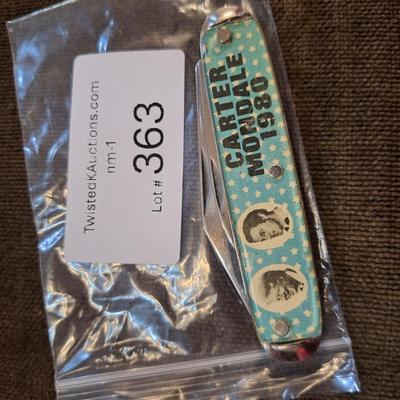 TwistedKAuctions.com
nm-1
Lot # 363
CARTER
MONDALE
1980